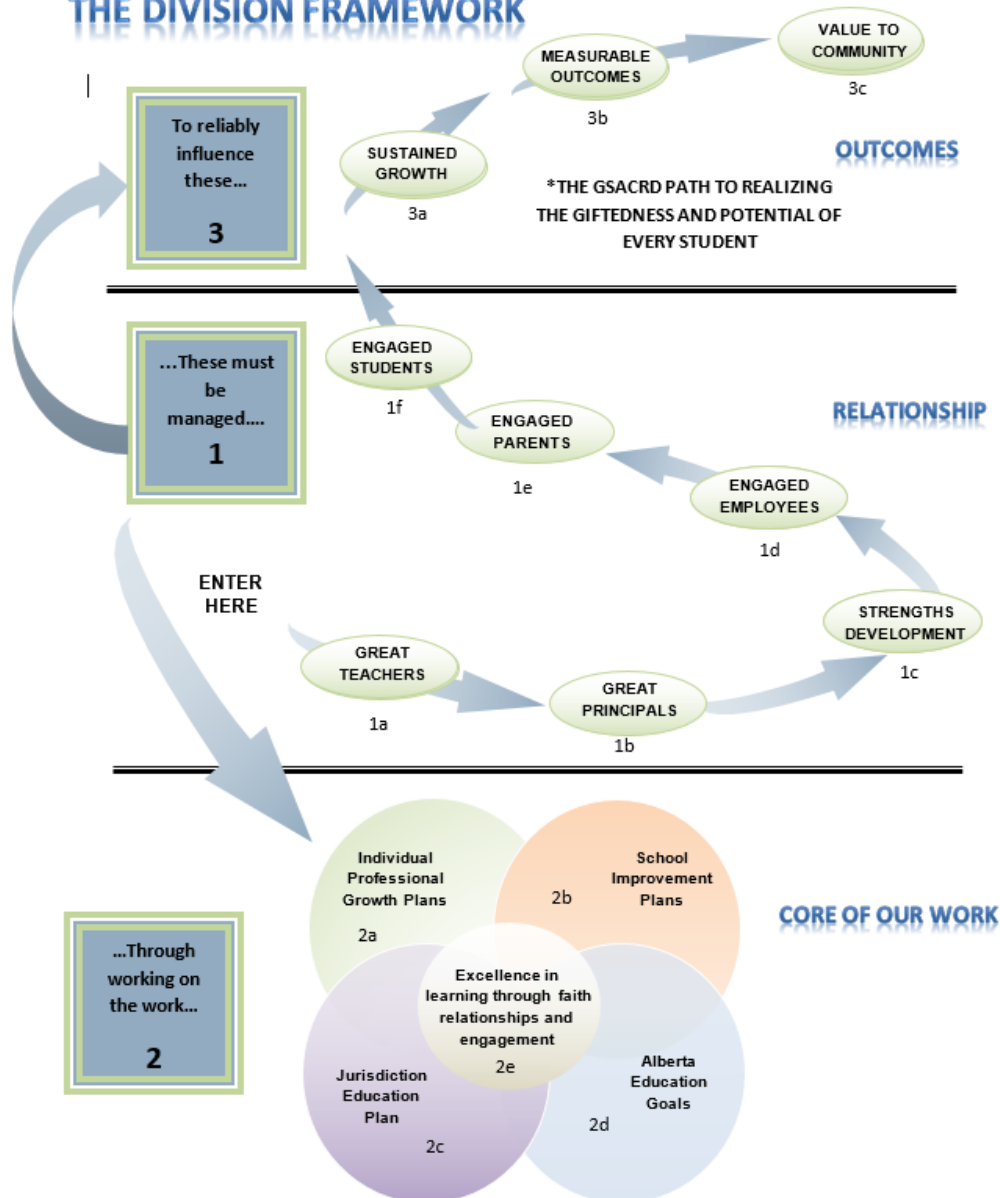 THE DIVISION FRAMEWORK
VALUE TO
COMMUNITY
3c
MEASURABLE
OUTCOMES
3b
To reliably
influence
these...
3
SUSTAINED
GROWTH
3a
OUTCOMES
*THE GSACRD PATH TO REALIZING
THE GIFTEDNESS AND POTENTIAL OF
EVERY STUDENT
...These must
be
managed....
1
ENGAGED
STUDENTS
1f
ENGAGED
PARENTS
1e
RELATIONSHIP
ENGAGED
EMPLOYEES
1d
ENTER
HERE
STRENGTHS
DEVELOPMENT
1c
GREAT
TEACHERS
1a
GREAT
PRINCIPALS
1b
Individual
Professional
Growth Plans
2a
School
Improvement
Plans
2b
CORE OF OUR WORK
...Through
working on
the work...
2
Excellence in
learning through faith
relationships and
engagement
2e
Jurisdiction
Education
Plan
2c
Alberta
Education
Goals
2d